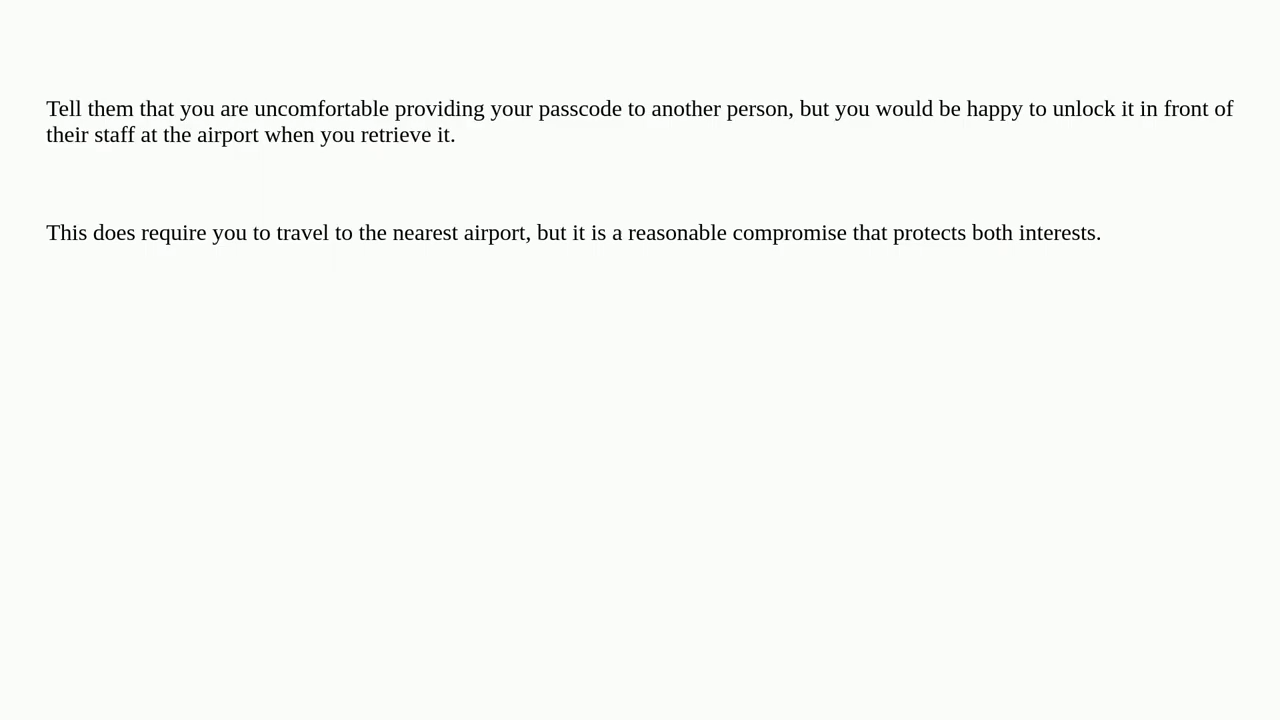 Tell them that you are uncomfortable providing your passcode to another person, but you would be happy to unlock it in front of
their staff at the airport when you retrieve it.
This does require you to travel to the nearest airport, but it is a reasonable compromise that protects both interests.